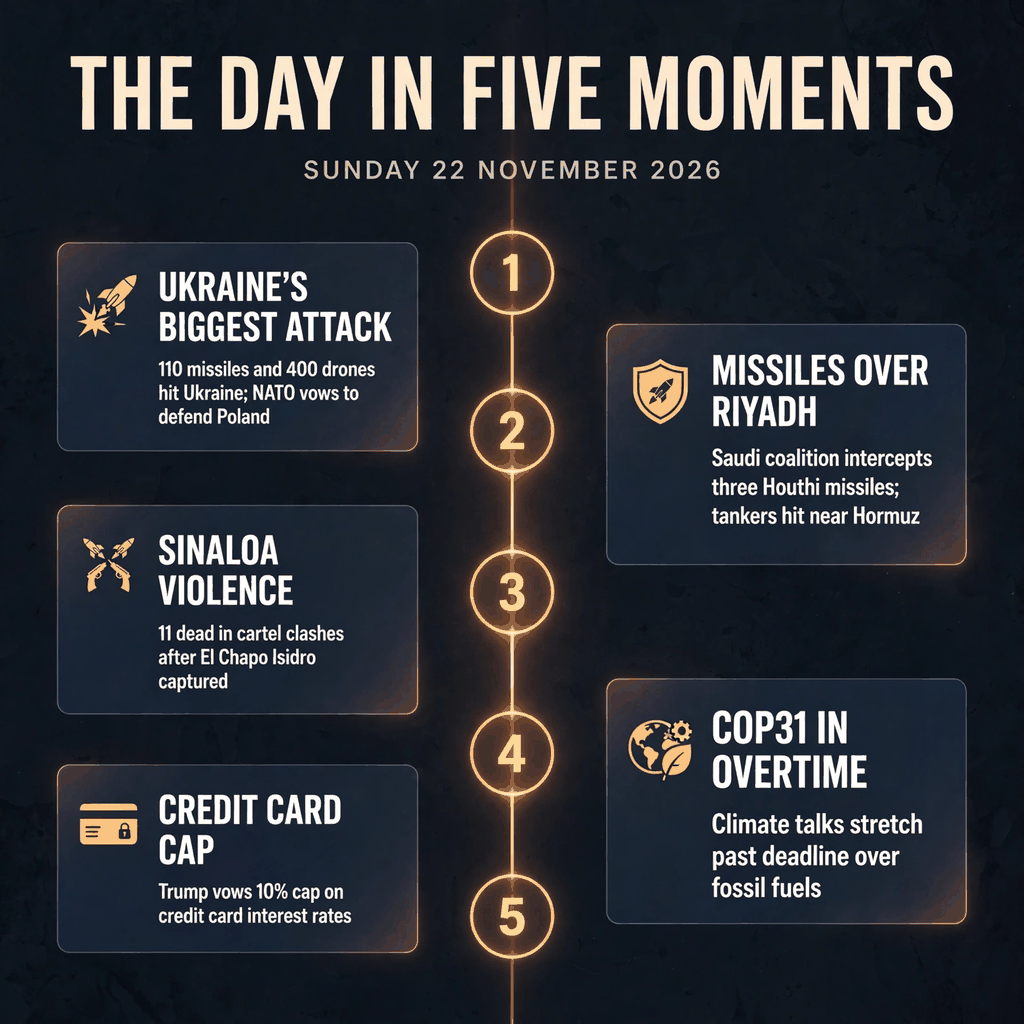 THE DAY IN FIVE MOMENTS
SUNDAY 22 NOVEMBER 2026
1
UKRAINE’S
BIGGEST ATTACK
110 missiles and 400 drones
hit Ukraine; NATO vows to
defend Poland
2
MISSILES OVER
RIYADH
Saudi coalition intercepts
three Houthi missiles;
tankers hit near Hormuz
3
SINALOA
VIOLENCE
11 dead in cartel clashes
after El Chapo Isidro
captured
4
COP31 IN
OVERTIME
Climate talks stretch
past deadline over
fossil fuels
5
CREDIT CARD
CAP
Trump vows 10% cap on
credit card interest rates